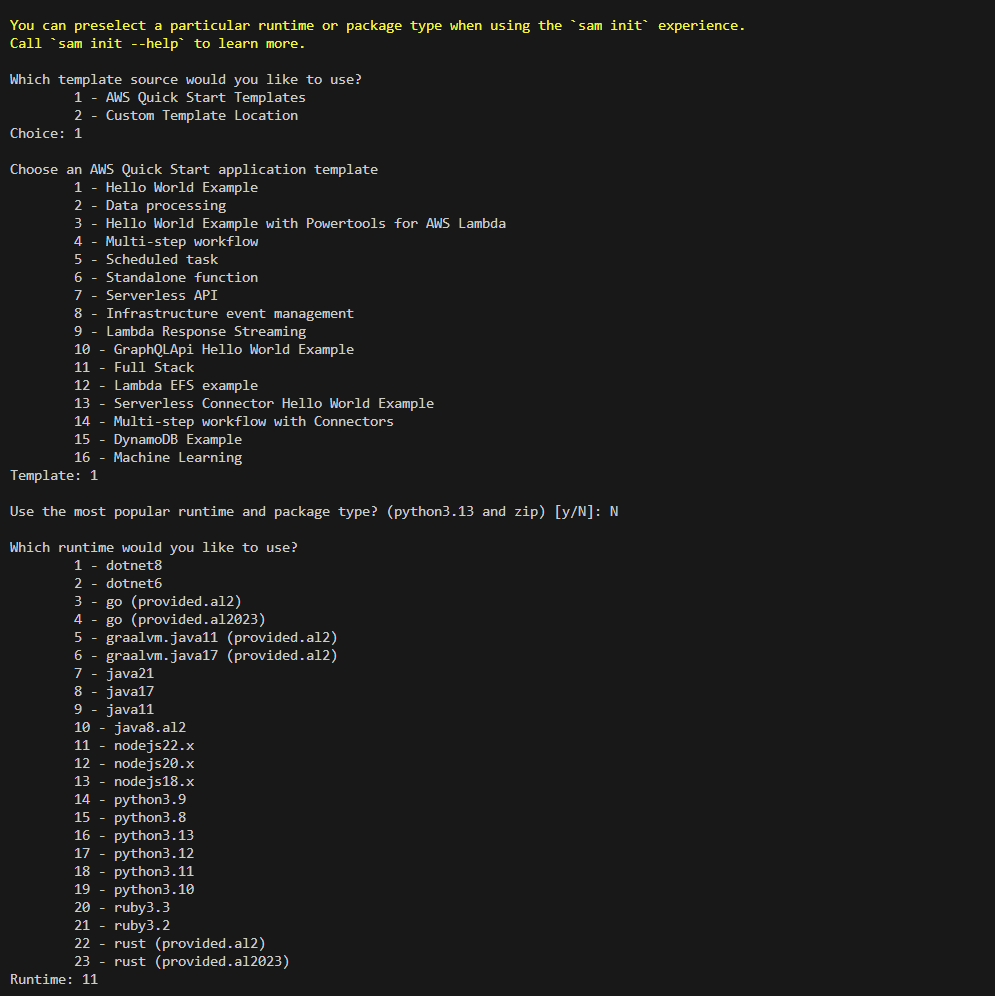 You can preselect a particular runtime or package type when using the `sam init` experience.
Call `sam init --help` to learn more.
Which template source would you like to use?
1 - AWS Quick Start Templates
2 - Custom Template Location
Choice: 1
Choose an AWS Quick Start application template
1 - Hello World Example
2 - Data processing
3 - Hello World Example with Powertools for AWS Lambda
4 - Multi-step workflow
5 - Scheduled task
6 - Standalone function
7 - Serverless API
8 - Infrastructure event management
9 - Lambda Response Streaming
10 - GraphQLApi Hello World Example
11 - Full Stack
12 - Lambda EFS example
13 - Serverless Connector Hello World Example
14 - Multi-step workflow with Connectors
15 - DynamoDB Example
16 - Machine Learning
Template: 1
Use the most popular runtime and package type? (python3.13 and zip) [y/N]: N
Which runtime would you like to use?
1 - dotnet8
2 - dotnet6
3 - go (provided.al2)
4 - go (provided.al2023)
5 - graalvm.java11 (provided.al2)
6 - graalvm.java17 (provided.al2)
7 - java21
8 - java17
9 - java11
10 - java8.al2
11 - nodejs22.x
12 - nodejs20.x
13 - nodejs18.x
14 - python3.9
15 - python3.8
16 - python3.13
17 - python3.12
18 - python3.11
19 - python3.10
20 - ruby3.3
21 - ruby3.2
22 - rust (provided.al2)
23 - rust (provided.al2023)
Runtime: 11